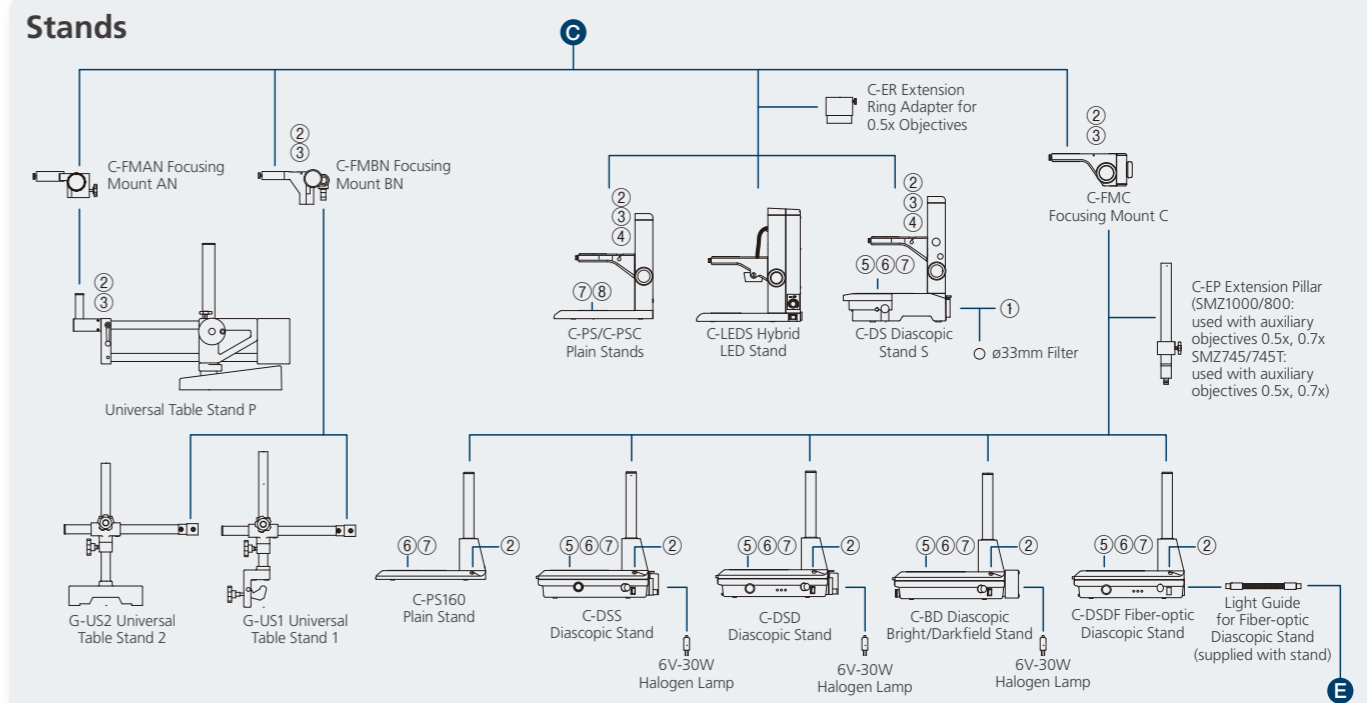 Stands
C
C-ER Extension
Ring Adapter for
0.5x Objectives
②
③
C-FMAN Focusing
Mount AN
②
③
C-FMBN Focusing
Mount BN
②
③
C-FMC
Focusing Mount C
②
③
④
⑦⑧
C-PS/C-PSC
Plain Stands
C-LEDS Hybrid
LED Stand
②
③
④
⑤⑥⑦
C-DS Diascopic
Stand S
①
ø33mm Filter
C-EP Extension Pillar
(SMZ1000/800:
used with auxiliary
objectives 0.5x, 0.7x
SMZ745/745T:
used with auxiliary
objectives 0.5x, 0.7x)
Universal Table Stand P
G-US2 Universal
Table Stand 2
G-US1 Universal
Table Stand 1
⑥⑦
②
C-PS160
Plain Stand
⑤⑥⑦
②
C-DSS
Diascopic Stand
6V-30W
Halogen Lamp
⑤⑥⑦
②
C-DSD
Diascopic Stand
6V-30W
Halogen Lamp
⑤⑥⑦
②
C-BD Diascopic
Bright/Darkfield Stand
6V-30W
Halogen Lamp
⑤⑥⑦
②
C-DSDF Fiber-optic
Diascopic Stand
Light Guide
for Fiber-optic
Diascopic Stand
(supplied with stand)
E